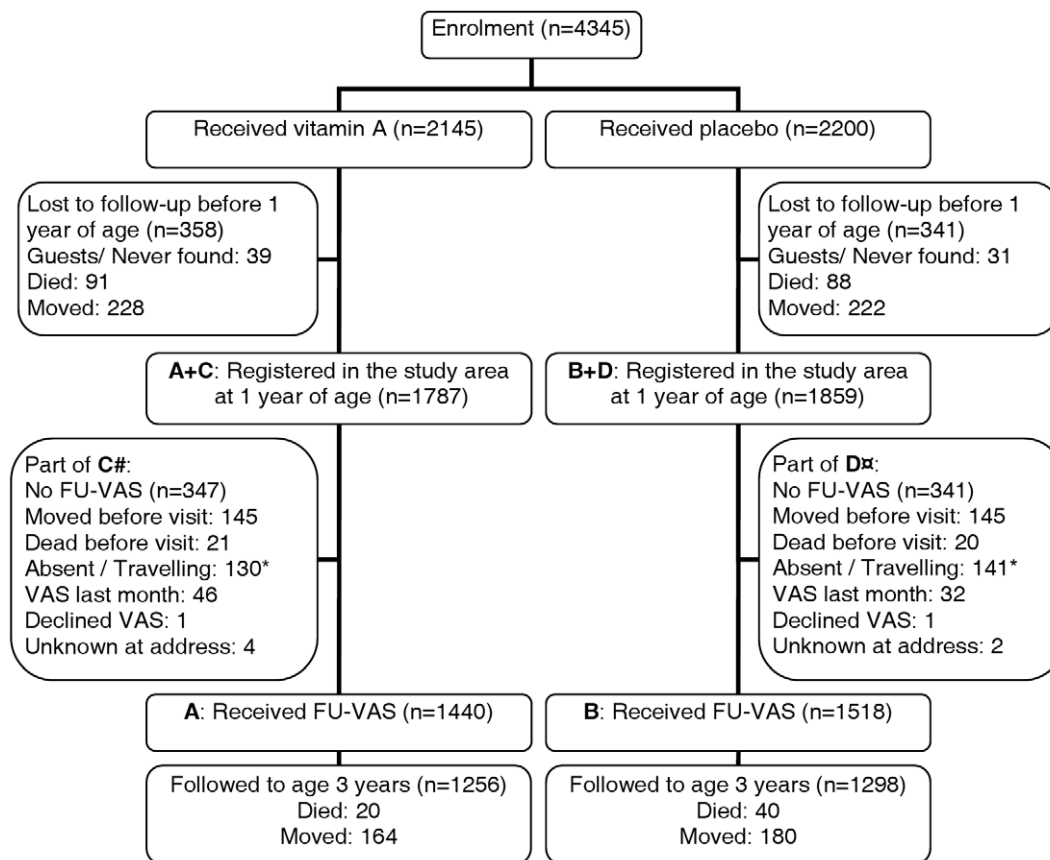 Enrolment (n=4345)
Received vitamin A (n=2145)
Received placebo (n=2200)
Lost to follow-up before 1
year of age (n=358)
Guests/ Never found: 39
Died: 91
Moved: 228
Lost to follow-up before 1
year of age (n=341)
Guests/ Never found: 31
Died: 88
Moved: 222
A+C: Registered in the study area
at 1 year of age (n=1787)
B+D: Registered in the study area
at 1 year of age (n=1859)
Part of C#:
No FU-VAS (n=347)
Moved before visit: 145
Dead before visit: 21
Absent / Travelling: 130*
VAS last month: 46
Declined VAS: 1
Unknown at address: 4
Part of D¤:
No FU-VAS (n=341)
Moved before visit: 145
Dead before visit: 20
Absent / Travelling: 141*
VAS last month: 32
Declined VAS: 1
Unknown at address: 2
A: Received FU-VAS (n=1440)
B: Received FU-VAS (n=1518)
Followed to age 3 years (n=1256)
Died: 20
Moved: 164
Followed to age 3 years (n=1298)
Died: 40
Moved: 180